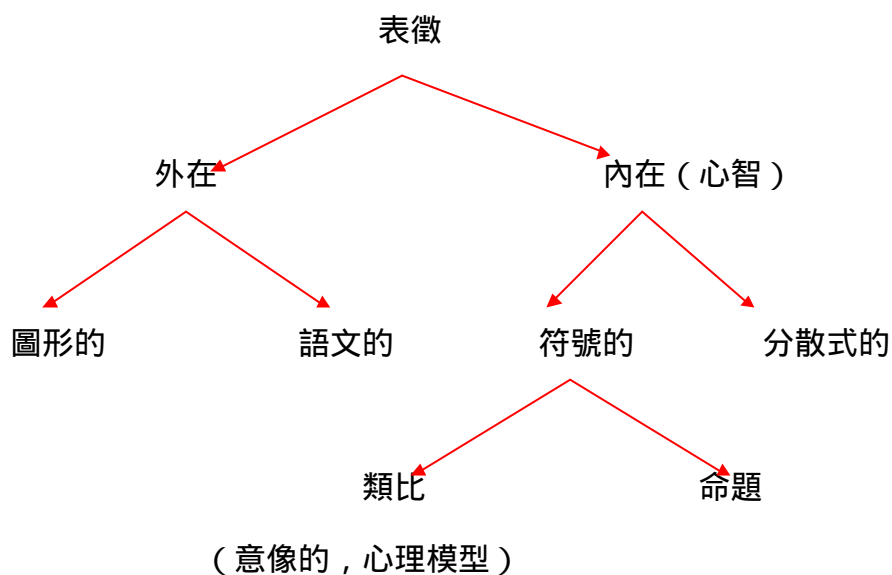 表徵
外在 內在（心智）
圖形的 語文的 符號的 分散式的
類比 命題
（意像的，心理模型）